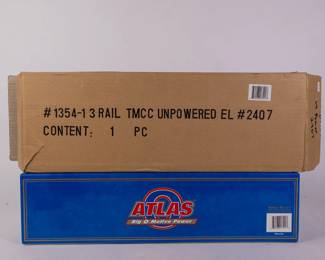 #1354-1 3 RAIL TMCC UNPOWERED EL #2407
CONTENT: 1 PC
ATLAS
O
Big O Motive Power